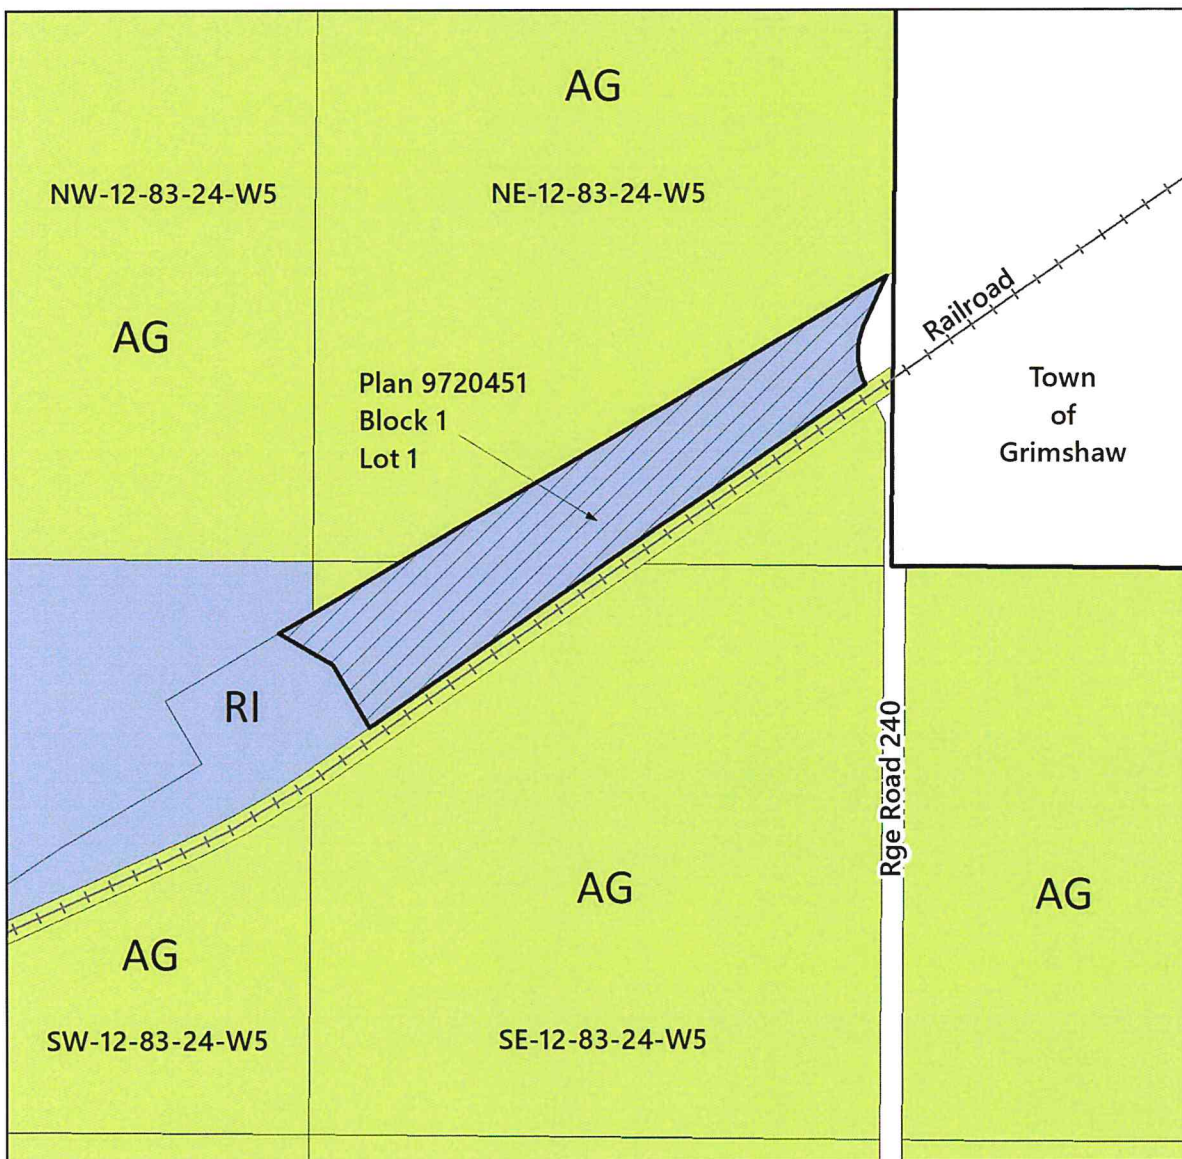 AG
NW-12-83-24-W5
NE-12-83-24-W5
AG
Railroad
Plan 9720451
Block 1
Lot 1
Town
of
Grimshaw
RI
Rge Road 240
AG
AG
AG
SW-12-83-24-W5
SE-12-83-24-W5